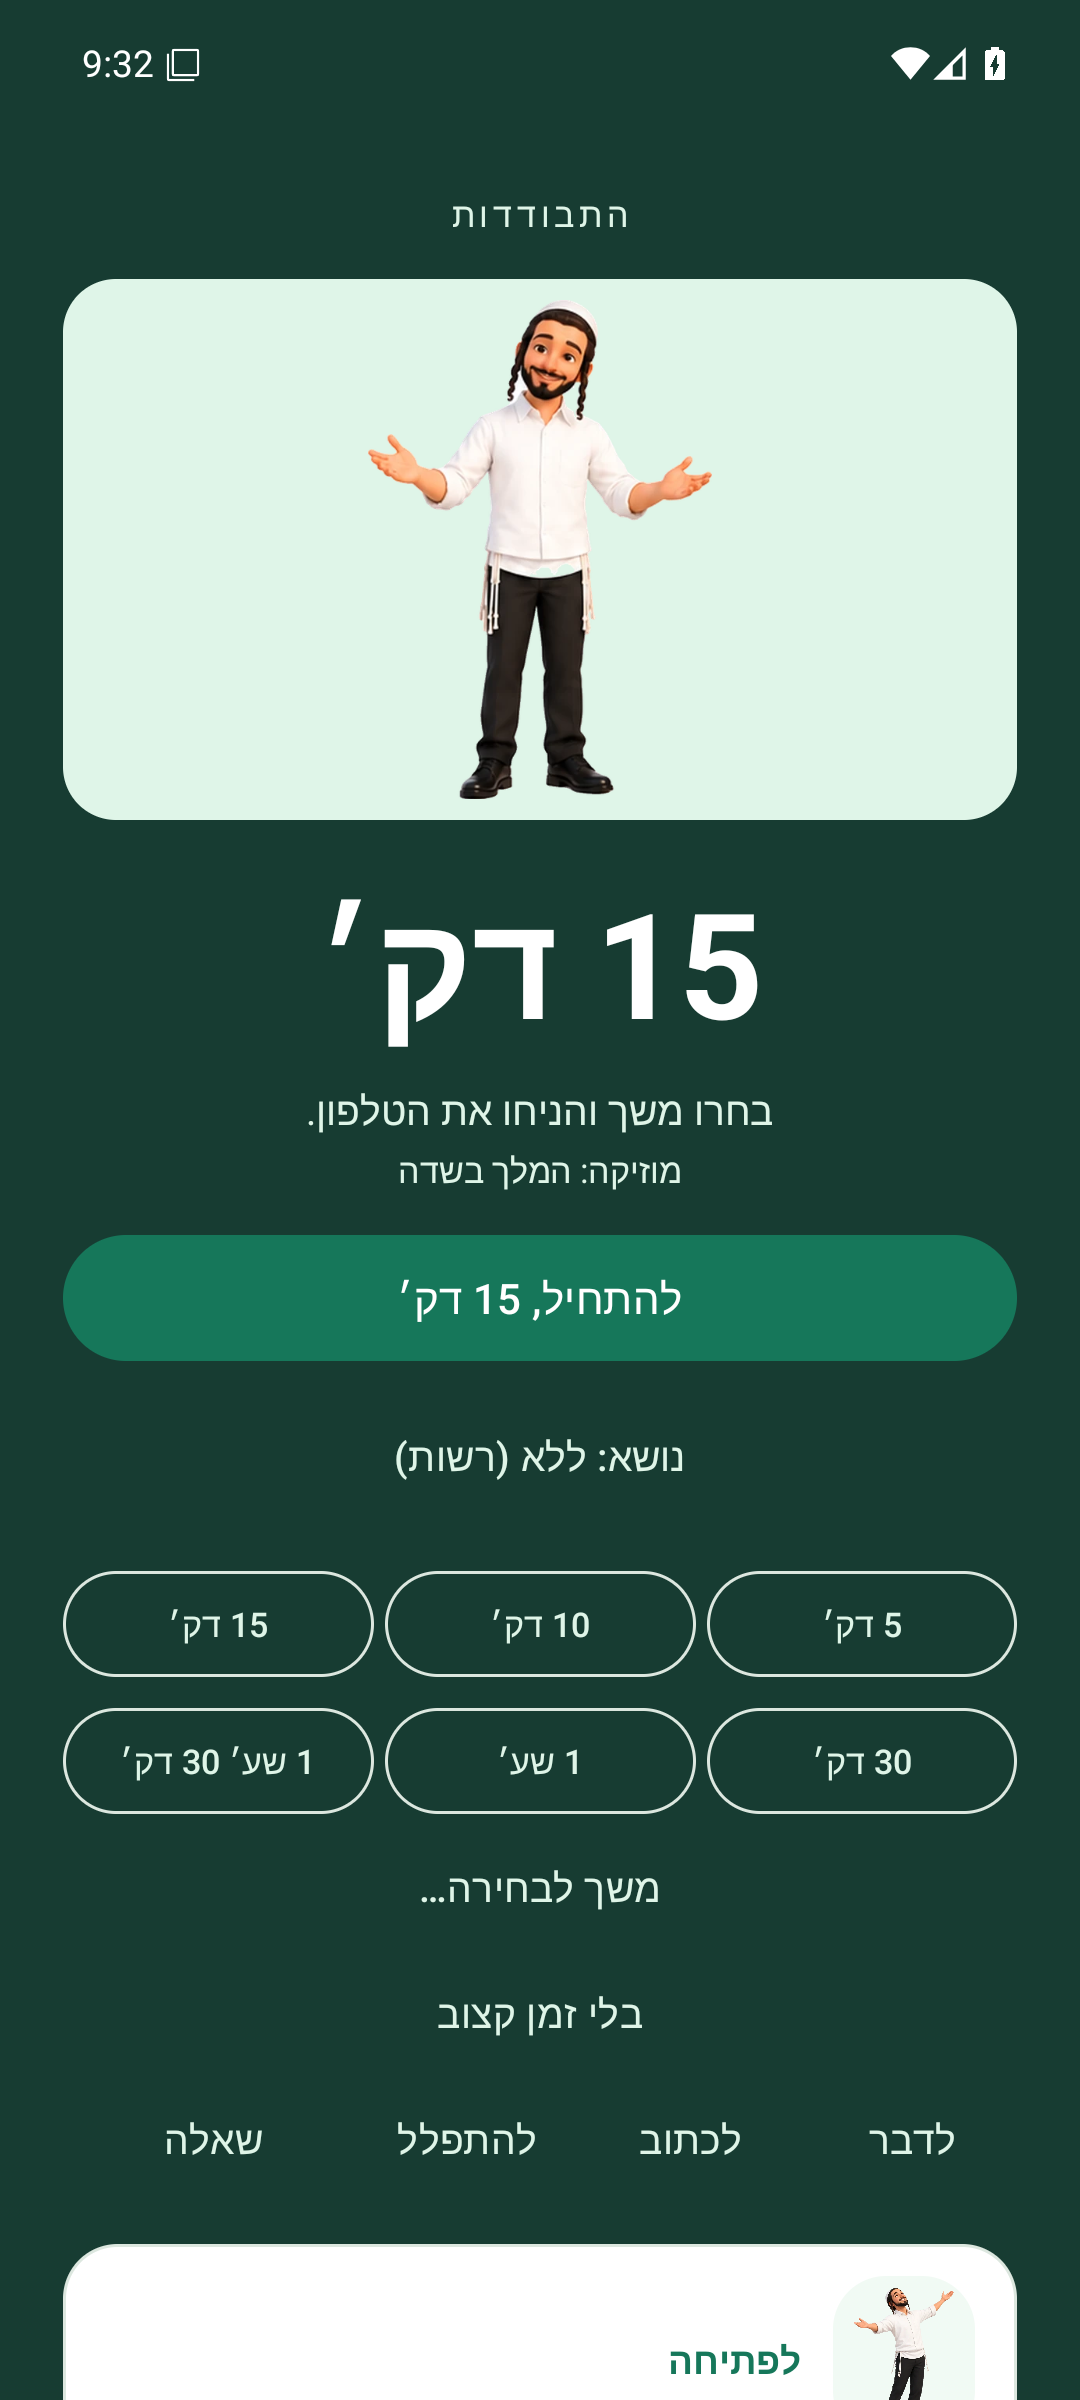 9:32
התבודדות
15 דק׳
בחרו משך והניחו את הטלפון.
מוזיקה: המלך בשדה
להתחיל, 15 דק׳
נושא: ללא (רשות)
5 דק׳
10 דק׳
15 דק׳
30 דק׳
1 שע׳
1 שע׳ 30 דק׳
משך לבחירה...
בלי זמן קצוב
לדבר
לכתוב
להתפלל
שאלה
לפתיחה